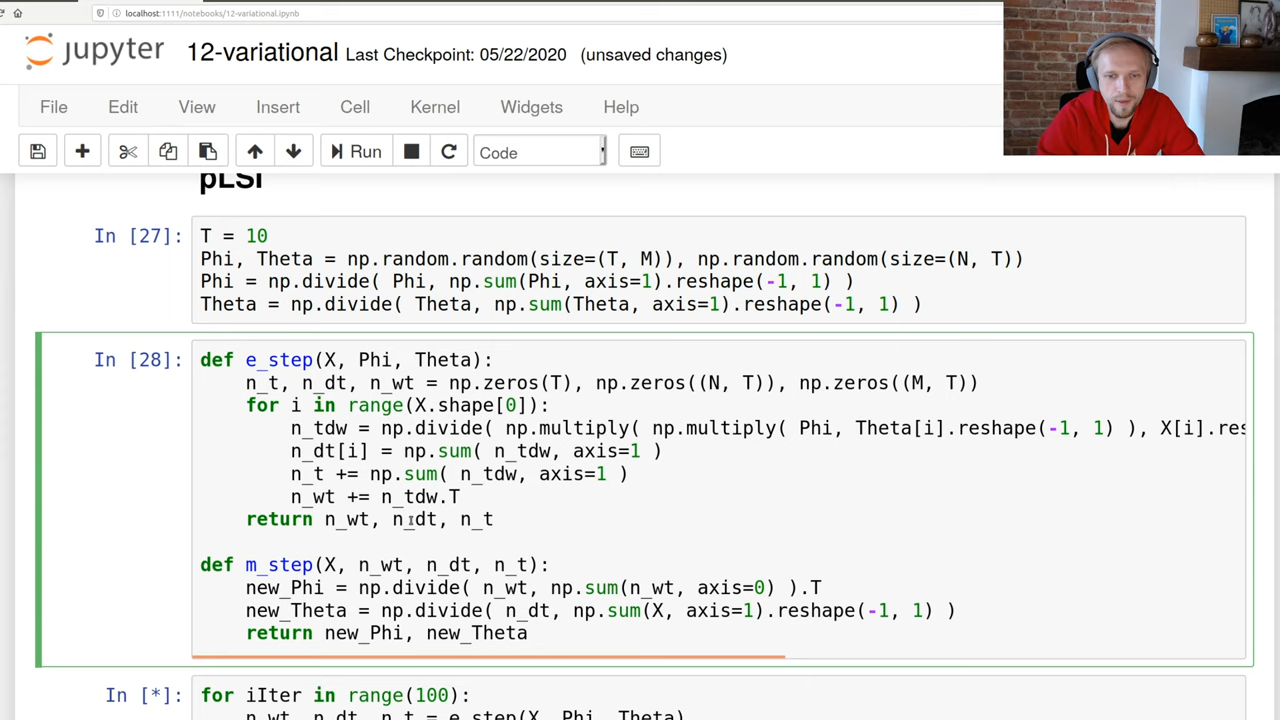 localhost:1111/notebooks/12-variational.ipynb
jupyter 12-variational Last Checkpoint: 05/22/2020 (unsaved changes)
File Edit View Insert Cell Kernel Widgets Help
Run Code
pLSI
In [27]: T = 10
Phi, Theta = np.random.random(size=(T, M)), np.random.random(size=(N, T))
Phi = np.divide( Phi, np.sum(Phi, axis=1).reshape(-1, 1) )
Theta = np.divide( Theta, np.sum(Theta, axis=1).reshape(-1, 1) )
In [28]: def e_step(X, Phi, Theta):
n_t, n_dt, n_wt = np.zeros(T), np.zeros((N, T)), np.zeros((M, T))
for i in range(X.shape[0]):
n_tdw = np.divide( np.multiply( np.multiply( Phi, Theta[i].reshape(-1, 1) ), X[i].res
n_dt[i] = np.sum( n_tdw, axis=1 )
n_t += np.sum( n_tdw, axis=1 )
n_wt += n_tdw.T
return n_wt, n_dt, n_t
def m_step(X, n_wt, n_dt, n_t):
new_Phi = np.divide( n_wt, np.sum(n_wt, axis=0) ).T
new_Theta = np.divide( n_dt, np.sum(X, axis=1).reshape(-1, 1) )
return new_Phi, new_Theta
In [*]: for iIter in range(100):
n_wt, n_dt, n_t = e_step(X, Phi, Theta)